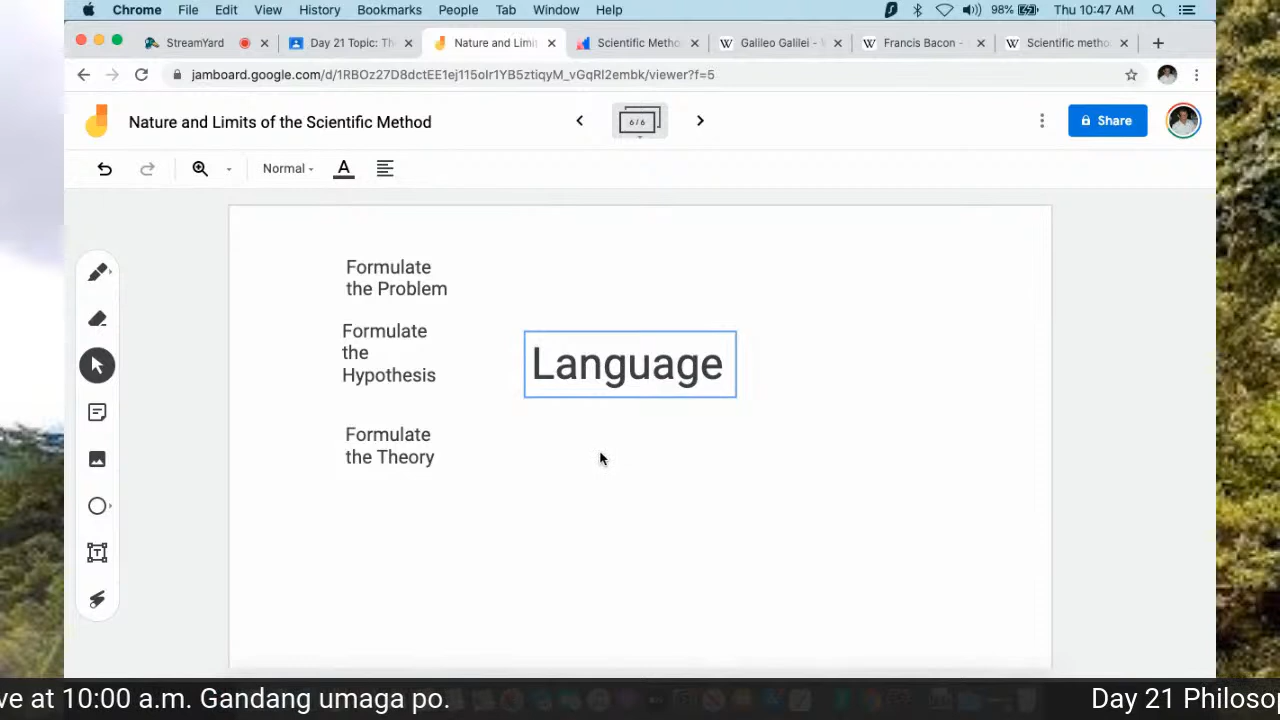 Chrome File Edit View History Bookmarks People Tab Window Help 98% Thu 10:47 AM
StreamYard Day 21 Topic: Th Nature and Limit Scientific Metho Galileo Galilei - W Francis Bacon - Scientific metho
jamboard.google.com/d/1RBOz27D8dctEE1ej115oIr1YB5ztiqyM_vGqRl2embk/viewer?f=5
Nature and Limits of the Scientific Method 6/6 Share
Normal A
Formulate
the Problem
Formulate
the
Hypothesis
Language
Formulate
the Theory
ve at 10:00 a.m. Gandang umaga po. Day 21 Philoso